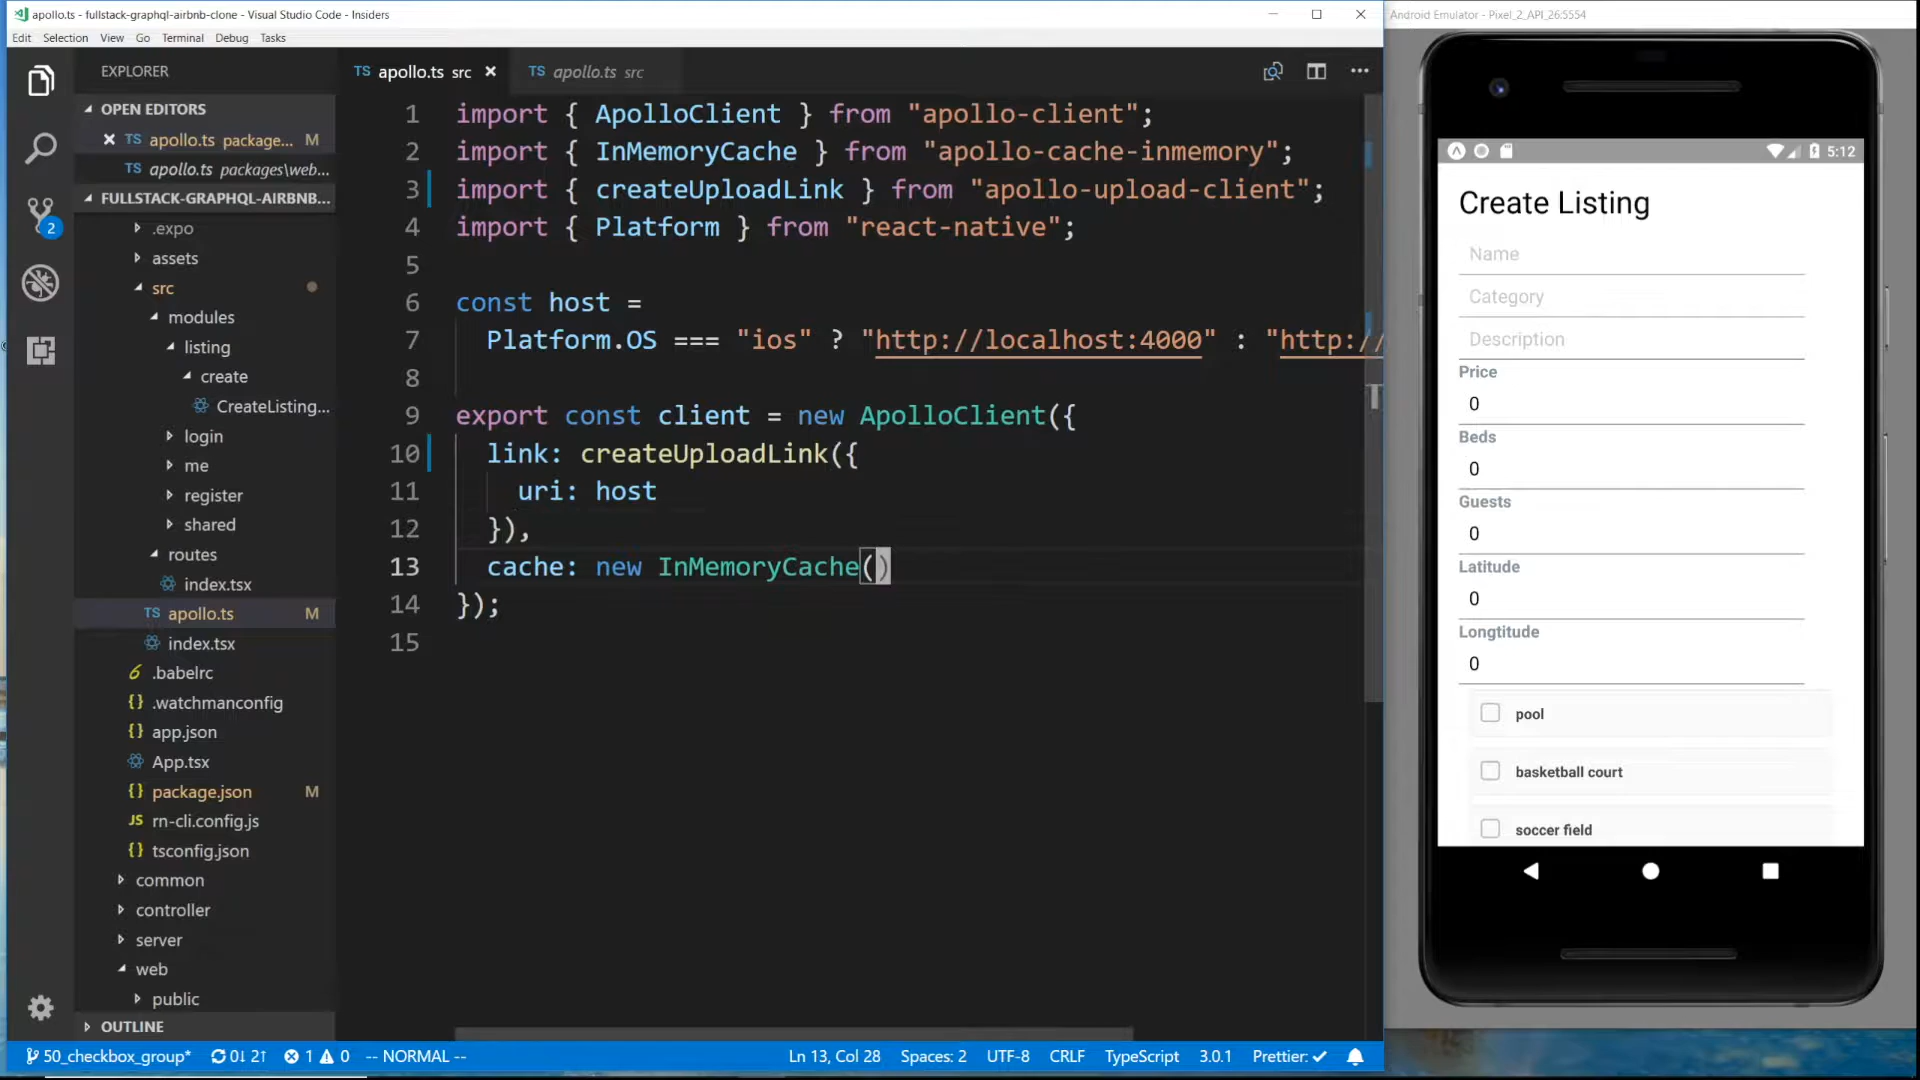 apollo.ts - fullstack-graphql-airbnb-clone - Visual Studio Code - Insiders
Edit Selection View Go Terminal Debug Tasks
EXPLORER
OPEN EDITORS
TS apollo.ts package... M
TS apollo.ts packages\web...
FULLSTACK-GRAPHQL-AIRBNB...
.expo
assets
src
modules
listing
create
CreateListing...
login
me
register
shared
routes
index.tsx
TS apollo.ts M
index.tsx
.babelrc
{} .watchmanconfig
{} app.json
App.tsx
{} package.json M
JS rn-cli.config.js
{} tsconfig.json
common
controller
server
web
public
OUTLINE
2
TS apollo.ts src
TS apollo.ts src
1 import { ApolloClient } from "apollo-client";
2 import { InMemoryCache } from "apollo-cache-inmemory";
3 import { createUploadLink } from "apollo-upload-client";
4 import { Platform } from "react-native";
5
6 const host =
7 Platform.OS === "ios" ? "http://localhost:4000" : "http://
8
9 export const client = new ApolloClient({
10 link: createUploadLink({
11 uri: host
12 }),
13 cache: new InMemoryCache()
14 });
15
50_checkbox_group* 0↓ 2↑ 1 0 -- NORMAL -- Ln 13, Col 28 Spaces: 2 UTF-8 CRLF TypeScript 3.0.1 Prettier: ✓
Android Emulator - Pixel_2_API_26:5554
5:12
Create Listing
Name
Category
Description
Price
0
Beds
0
Guests
0
Latitude
0
Longtitude
0
pool
basketball court
soccer field